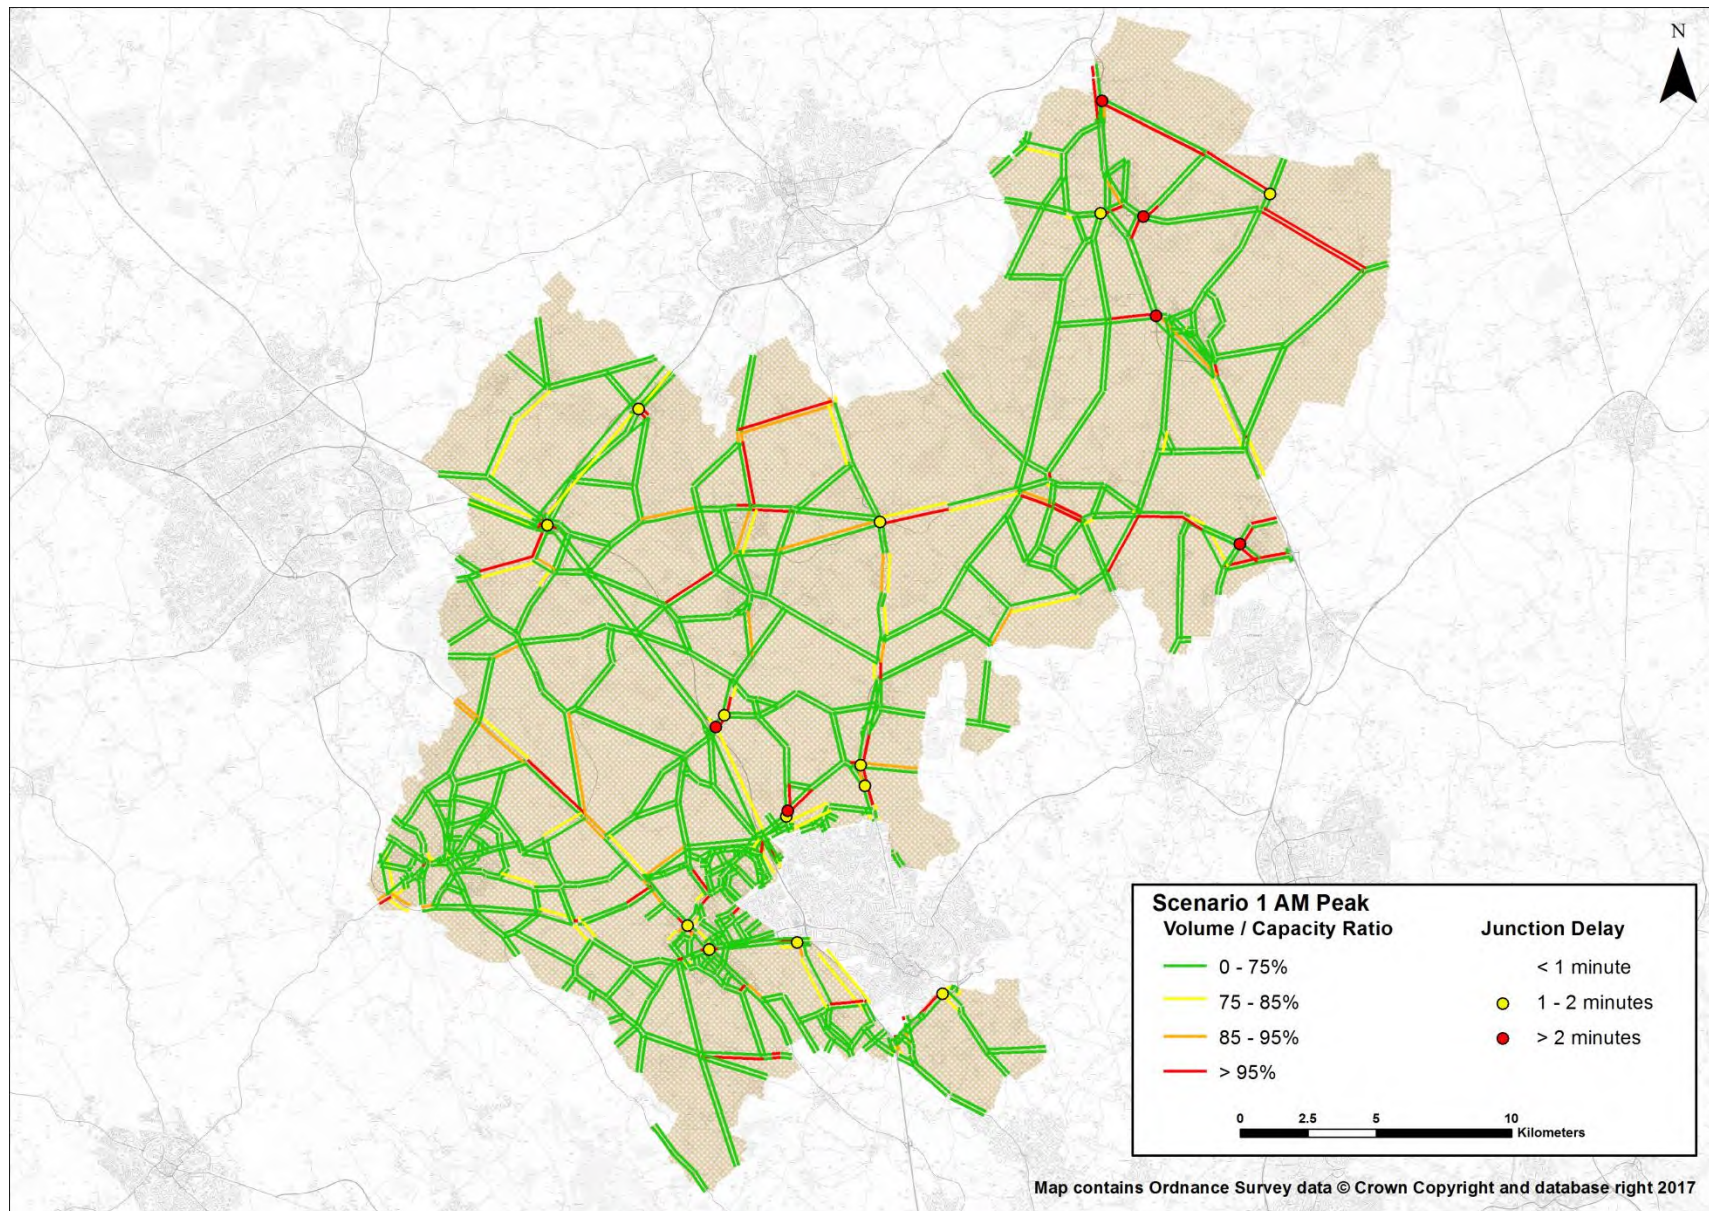 N
Scenario 1 AM Peak
Volume / Capacity Ratio
Junction Delay
0 - 75%
< 1 minute
75 - 85%
1 - 2 minutes
85 - 95%
> 2 minutes
> 95%
0 2.5 5 10
Kilometers
Map contains Ordnance Survey data © Crown Copyright and database right 2017